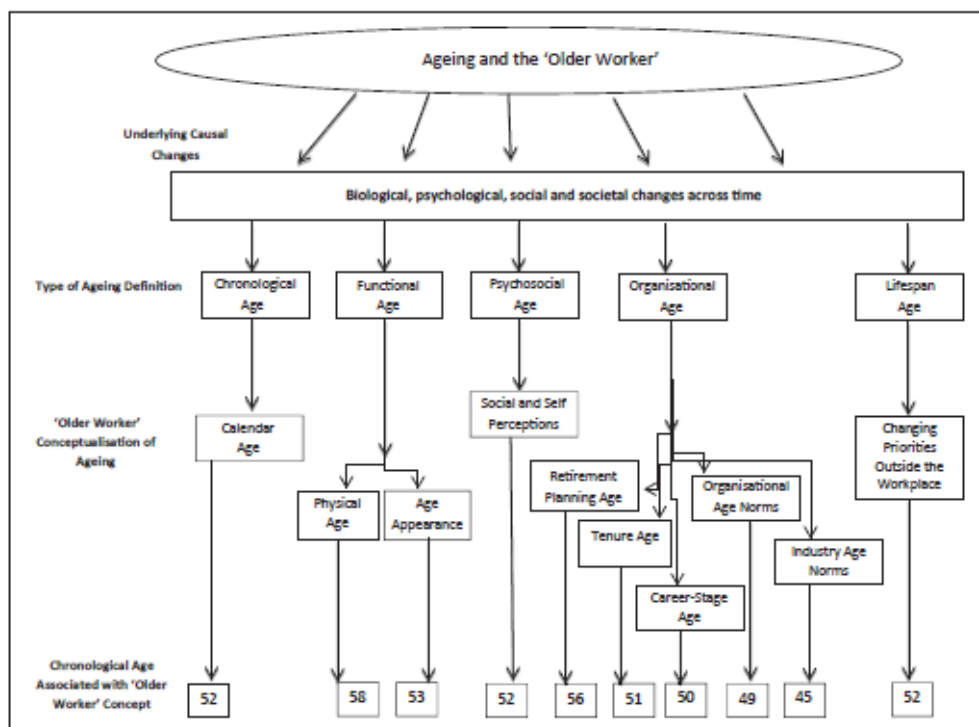 Ageing and the 'Older Worker'
Underlying Causal
Changes
Biological, psychological, social and societal changes across time
Type of Ageing Definition
Chronological
Age
Functional
Age
Psychosocial
Age
Organisational
Age
Lifespan
Age
'Older Worker'
Conceptualisation of
Ageing
Calendar
Age
Social and Self
Perceptions
Changing
Priorities
Outside the
Workplace
Physical
Age
Age
Appearance
Retirement
Planning Age
Tenure Age
Career-Stage
Age
Organisational
Age Norms
Industry Age
Norms
Chronological Age
Associated with 'Older
Worker' Concept
52
58
53
52
56
51
50
49
45
52